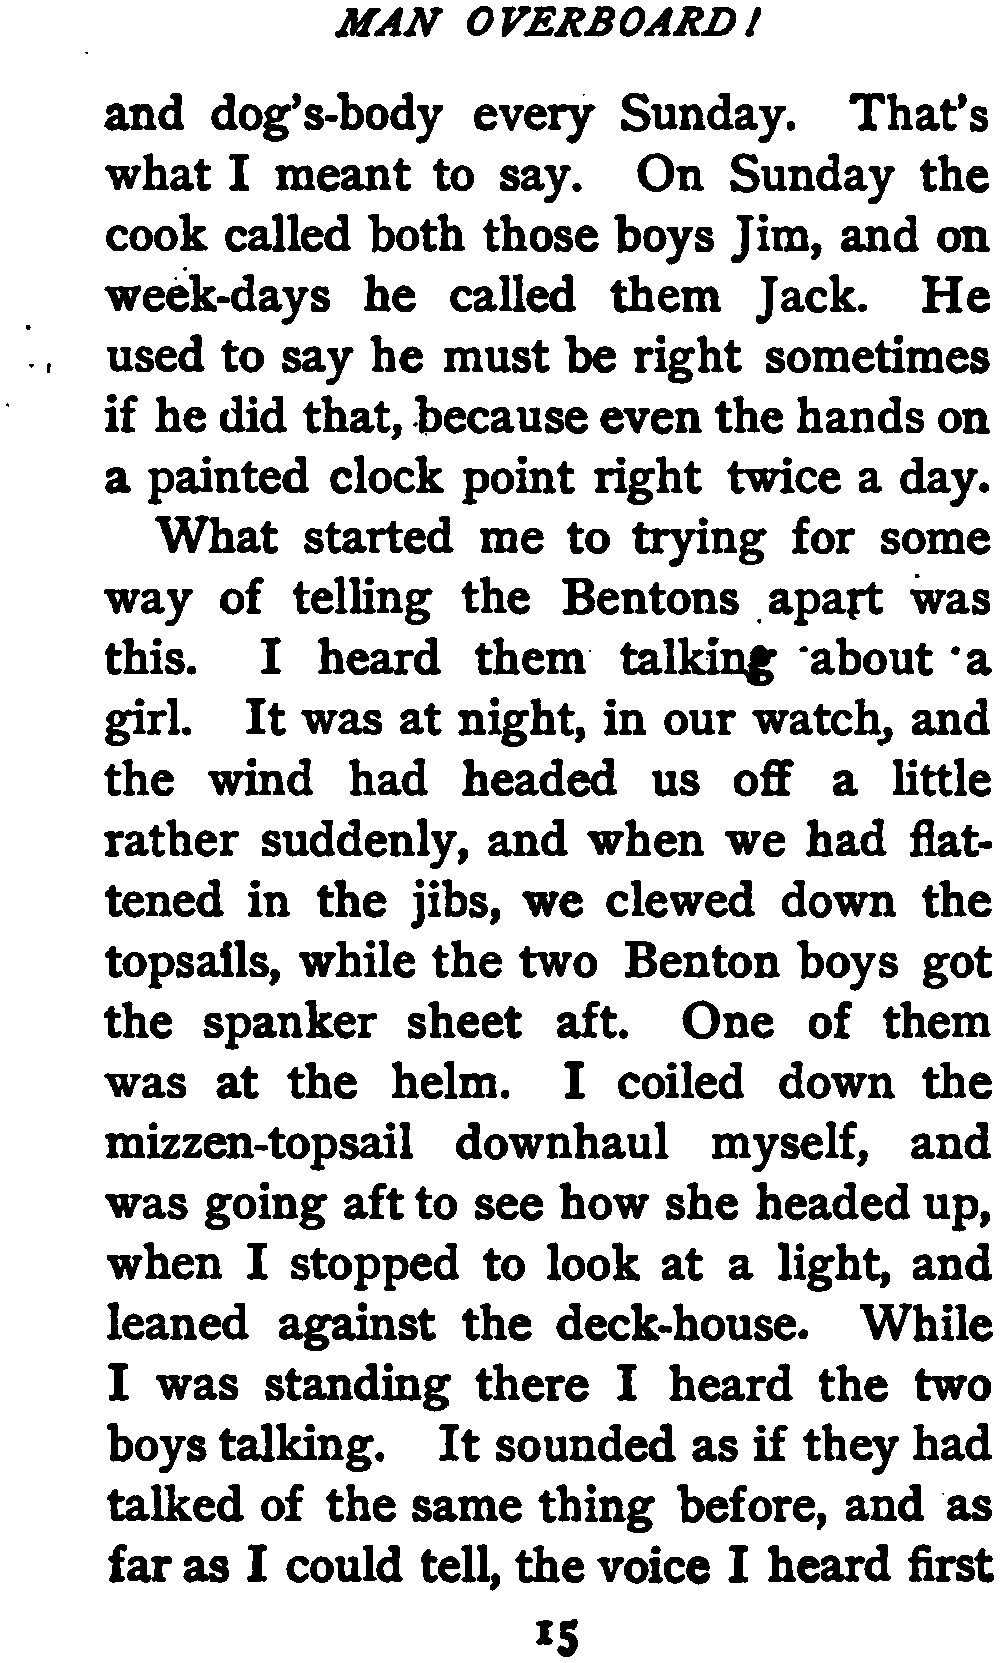 MAN OVERBOARD!
and dog's-body every Sunday. That's
what I meant to say. On Sunday the
cook called both those boys Jim, and on
week-days he called them Jack. He
used to say he must be right sometimes
if he did that, because even the hands on
a painted clock point right twice a day.
What started me to trying for some
way of telling the Bentons apart was
this. I heard them talking about a
girl. It was at night, in our watch, and
the wind had headed us off a little
rather suddenly, and when we had flat-
tened in the jibs, we clewed down the
topsails, while the two Benton boys got
the spanker sheet aft. One of them
was at the helm. I coiled down the
mizzen-topsail downhaul myself, and
was going aft to see how she headed up,
when I stopped to look at a light, and
leaned against the deck-house. While
I was standing there I heard the two
boys talking. It sounded as if they had
talked of the same thing before, and as
far as I could tell, the voice I heard first
15